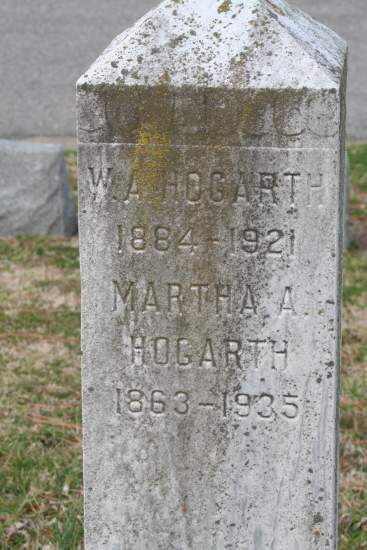 W. A. HOGARTH
1884-1921
MARTHA A.
HOGARTH
1863-1935